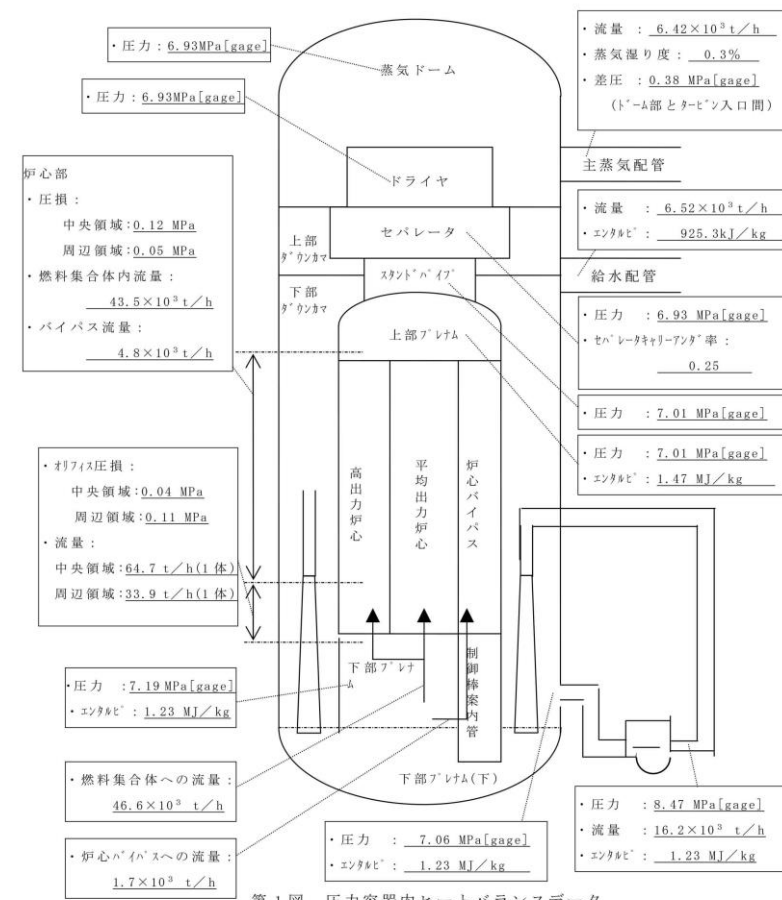 ・圧力：6.93MPa[gage]
蒸気ドーム
・圧力：6.93MPa[gage]
・流量 ： 6.42×10³t／h
・蒸気湿り度： 0.3%
・差圧：0.38 MPa[gage]
(ﾄﾞｰﾑ部とﾀｰﾋﾞﾝ入口間)
主蒸気配管
ドライヤ
・流量 ： 6.52×10³t／h
・ｴﾝﾀﾙﾋﾟ： 925.3kJ／kg
給水配管
セパレータ
上部
ﾀﾞｳﾝｶﾏ
ｽﾀﾝﾄﾞﾊﾟｲﾌﾟ
下部
ﾀﾞｳﾝｶﾏ
炉心部
・圧損：
中央領域：0.12 MPa
周辺領域：0.05 MPa
・燃料集合体内流量：
43.5×10³t／h
・バイパス流量：
4.8×10³t／h
・圧力 ：6.93 MPa[gage]
・ｾﾊﾟﾚｰﾀｷｬﾘｰｱﾝﾀﾞ率：
0.25
上部ﾌﾟﾚﾅﾑ
・圧力 ：7.01 MPa[gage]
・圧力 ：7.01 MPa[gage]
・ｴﾝﾀﾙﾋﾟ：1.47 MJ／kg
高出力炉心
平均出力炉心
炉心バイパス
・ｵﾘﾌｨｽ圧損：
中央領域：0.04 MPa
周辺領域：0.11 MPa
・流量：
中央領域：64.7 t／h(1体)
周辺領域：33.9 t／h(1体)
下部ﾌﾟﾚﾅ
ﾑ
制御棒案内管
・圧力 ：7.19MPa[gage]
・ｴﾝﾀﾙﾋﾟ：1.23 MJ／kg
下部ﾌﾟﾚﾅﾑ(下)
・燃料集合体への流量：
46.6×10³ t／h
・炉心ﾊﾞｲﾊﾟｽへの流量：
1.7×10³ t／h
・圧力 ： 7.06 MPa[gage]
・ｴﾝﾀﾙﾋﾟ： 1.23 MJ／kg
・圧力 ：8.47 MPa[gage]
・流量 ：16.2×10³ t／h
・ｴﾝﾀﾙﾋﾟ： 1.23 MJ／kg
第1図 圧力容器内ヒートバランスデータ